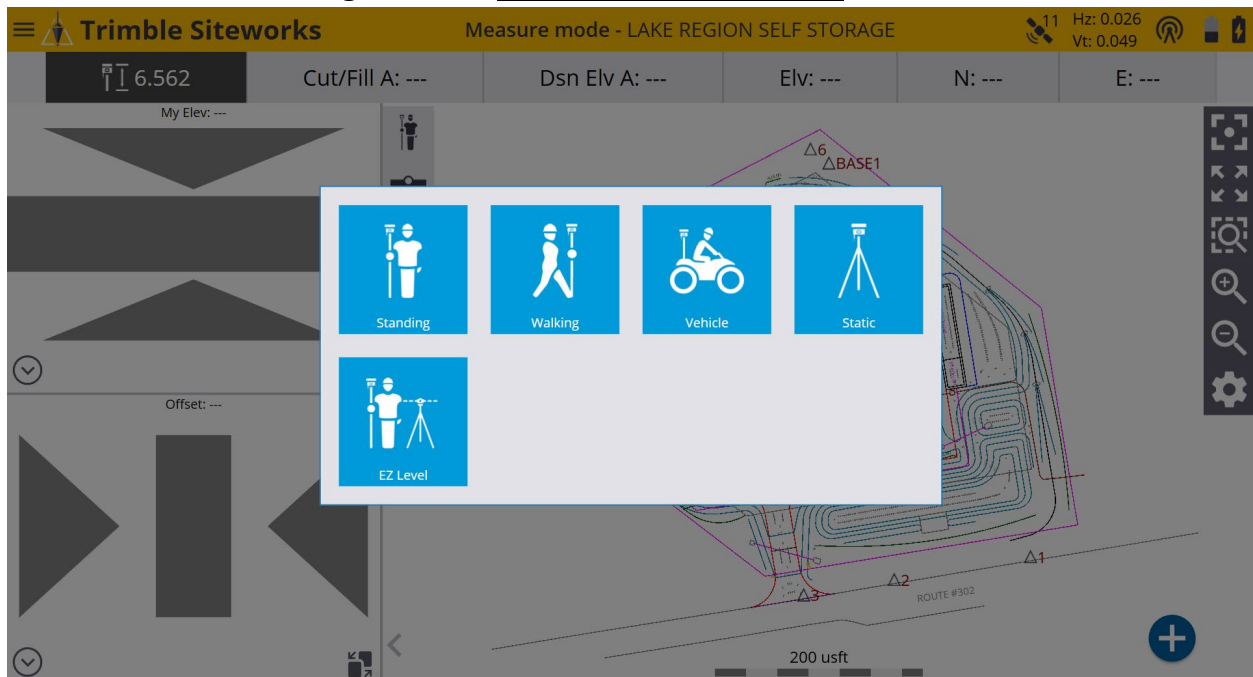 Trimble Siteworks
Measure mode - LAKE REGION SELF STORAGE
11
Hz: 0.026
Vt: 0.049
6.562
Cut/Fill A: ---
Dsn Elv A: ---
Elv: ---
N: ---
E: ---
My Elev: ---
6
BASE1
Standing
Walking
Vehicle
Static
EZ Level
Offset: ---
1
2
3
ROUTE #302
200 usft